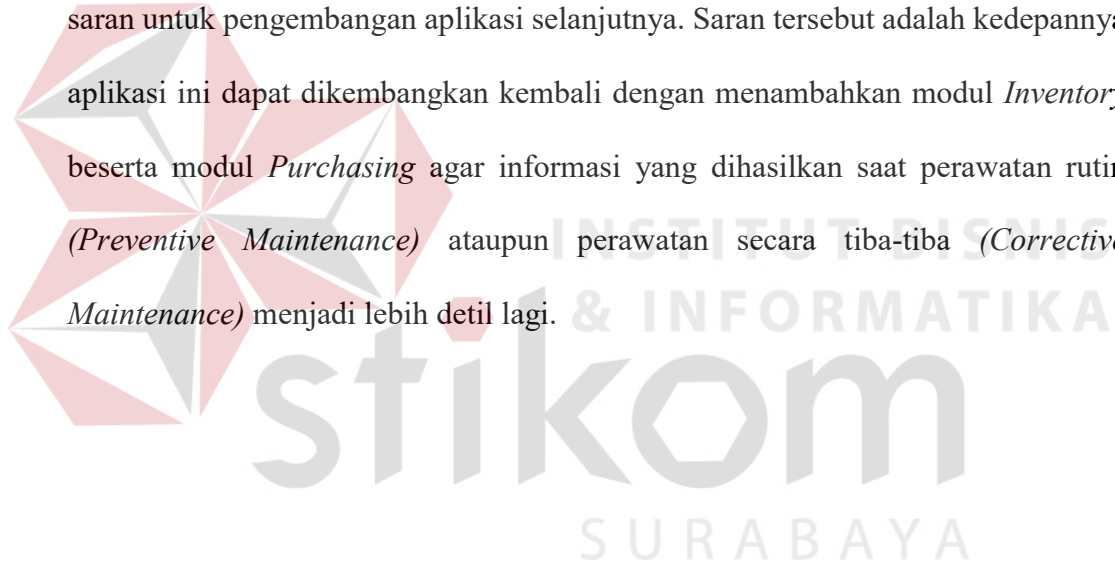 saran untuk pengembangan aplikasi selanjutnya. Saran tersebut adalah kedepannya
aplikasi ini dapat dikembangkan kembali dengan menambahkan modul Inventory
beserta modul Purchasing agar informasi yang dihasilkan saat perawatan rutin
(Preventive Maintenance) ataupun perawatan secara tiba-tiba (Corrective
Maintenance) menjadi lebih detil lagi.
INSTITUT BISNIS
& INFORMATIKA
stikom
SURABAYA